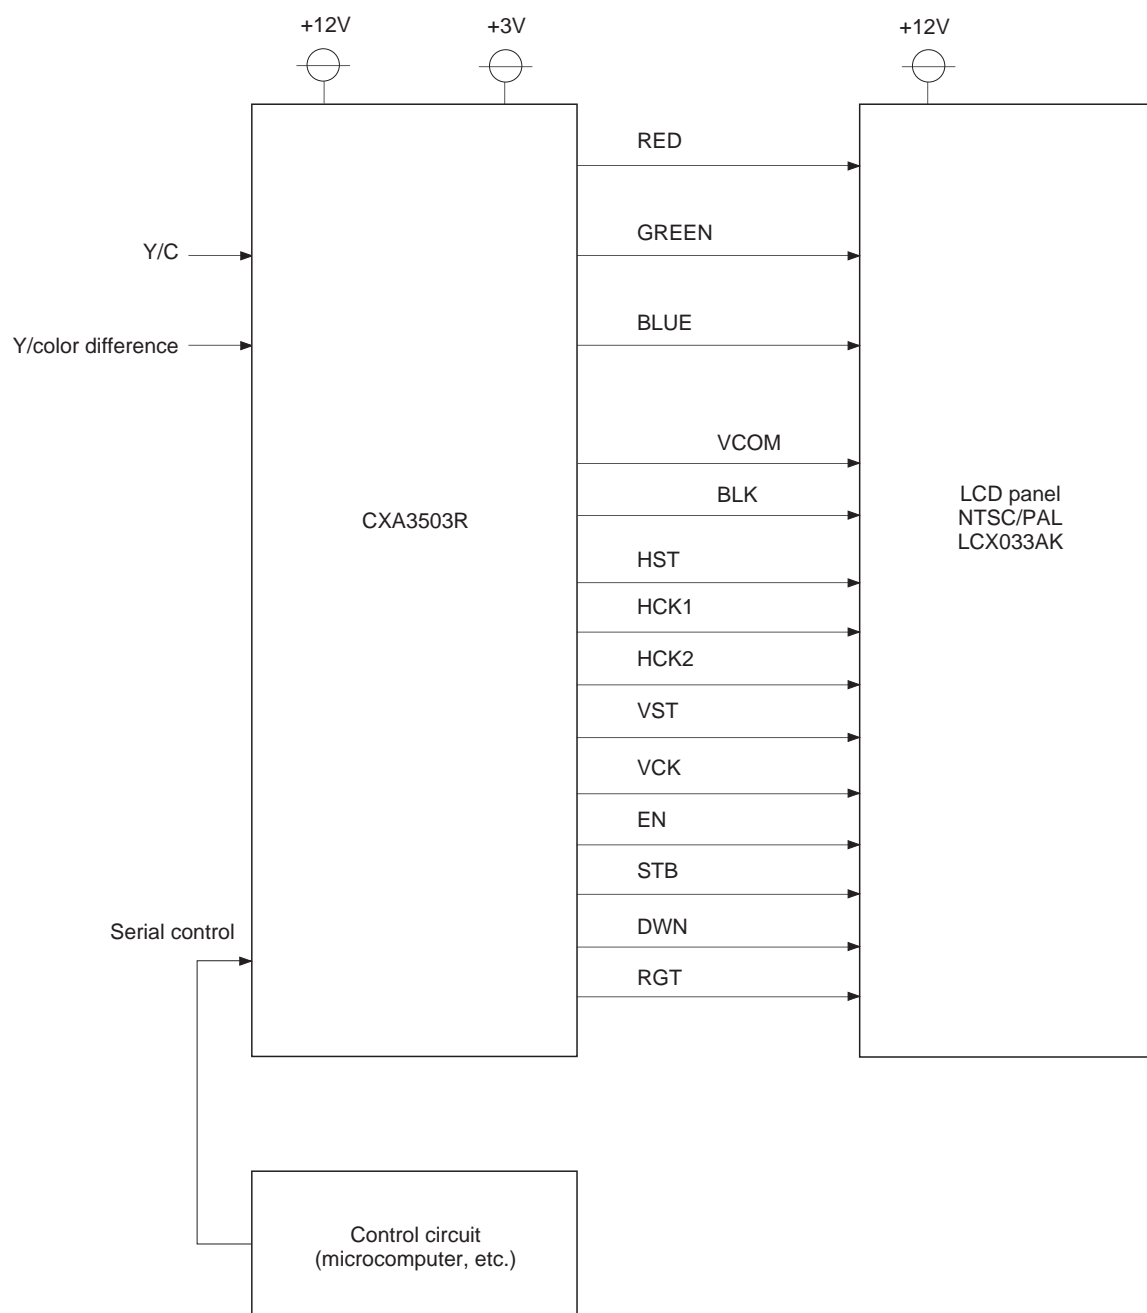 +12V
+3V
+12V
RED
GREEN
Y/C
BLUE
Y/color difference
VCOM
BLK
CXA3503R
LCD panel
NTSC/PAL
LCX033AK
HST
HCK1
HCK2
VST
VCK
EN
STB
DWN
Serial control
RGT
Control circuit
(microcomputer, etc.)